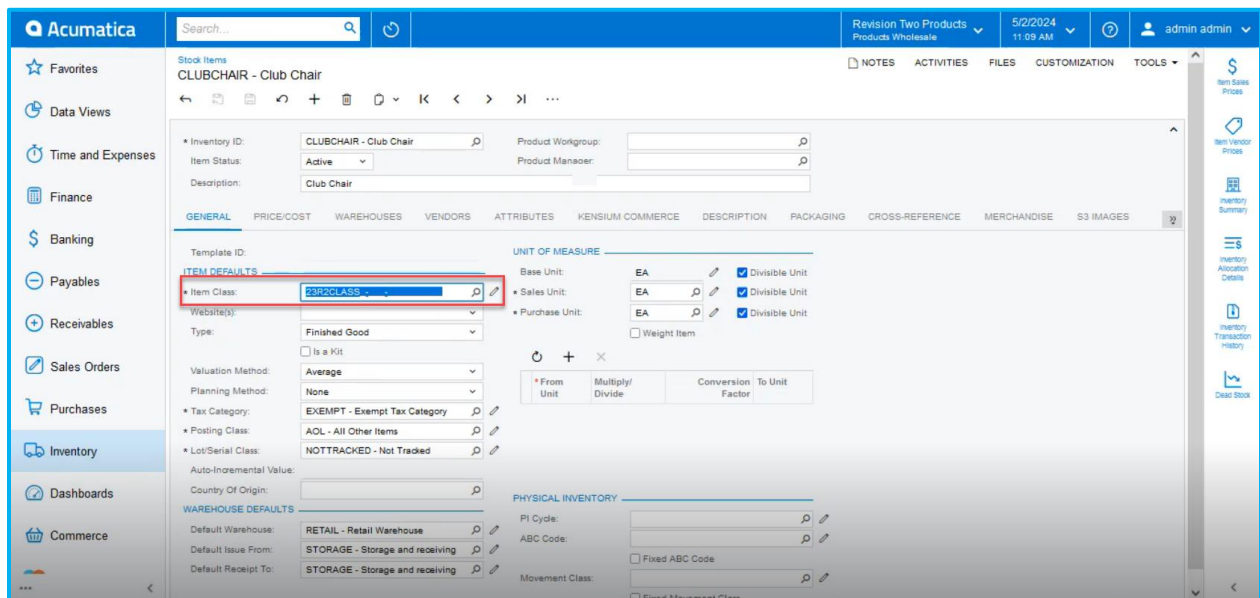 Acumatica
Search...
Revision Two Products
Products Wholesale
5/2/2024
11:09 AM
admin admin
Favorites
Data Views
Time and Expenses
Finance
Banking
Payables
Receivables
Sales Orders
Purchases
Inventory
Dashboards
Commerce
Stock Items
CLUBCHAIR - Club Chair
NOTES ACTIVITIES FILES CUSTOMIZATION TOOLS
* Inventory ID: CLUBCHAIR - Club Chair
Product Workgroup:
Item Status: Active
Product Manager:
Description: Club Chair
GENERAL PRICE/COST WAREHOUSES VENDORS ATTRIBUTES KENSIUM COMMERCE DESCRIPTION PACKAGING CROSS-REFERENCE MERCHANDISE S3 IMAGES
Template ID:
ITEM DEFAULTS
* Item Class: 23R2CLASS - -
Website(s):
Type: Finished Good
Is a Kit
Valuation Method: Average
Planning Method: None
* Tax Category: EXEMPT - Exempt Tax Category
* Posting Class: AOL - All Other Items
* Lot/Serial Class: NOTTRACKED - Not Tracked
Auto-Incremental Value:
Country Of Origin:
WAREHOUSE DEFAULTS
Default Warehouse: RETAIL - Retail Warehouse
Default Issue From: STORAGE - Storage and receiving
Default Receipt To: STORAGE - Storage and receiving
UNIT OF MEASURE
Base Unit: EA Divisible Unit
* Sales Unit: EA Divisible Unit
* Purchase Unit: EA Divisible Unit
Weight Item
* From Unit Multiply/Divide Conversion Factor To Unit
PHYSICAL INVENTORY
PI Cycle:
ABC Code:
Fixed ABC Code
Movement Class:
Fixed Movement Class
Item Sales
Prices
Item Vendor
Prices
Inventory
Summary
Inventory
Allocation
Details
Inventory
Transaction
History
Dead Stock